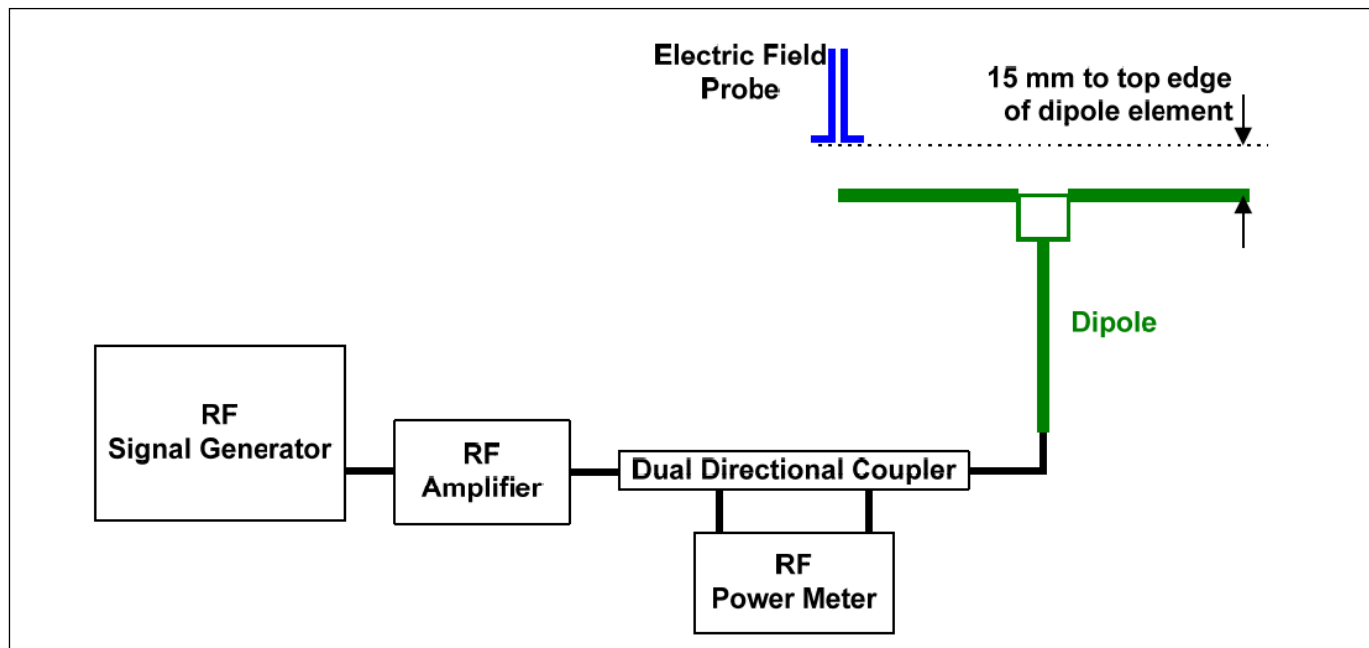 Electric Field
Probe
15 mm to top edge
of dipole element
Dipole
RF
Signal Generator
RF
Amplifier
Dual Directional Coupler
RF
Power Meter